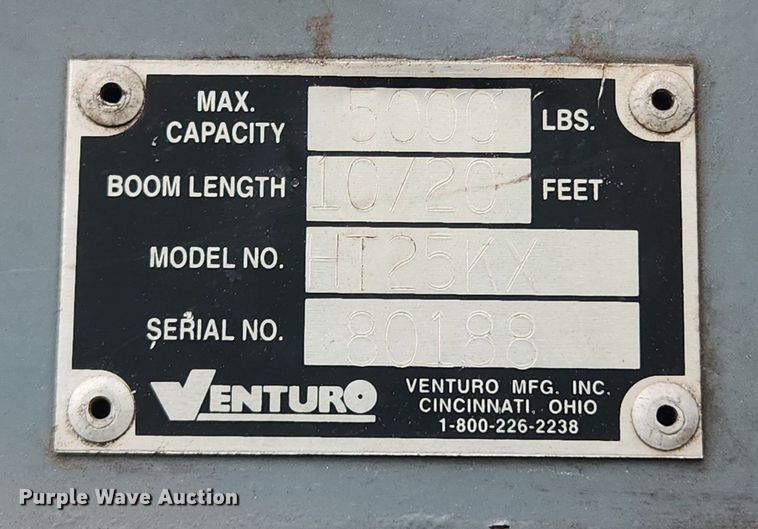 MAX. CAPACITY 5000 LBS.
BOOM LENGTH 10/20 FEET
MODEL NO. HT25KX
SERIAL NO. 80188
VENTURO
VENTURO MFG. INC.
CINCINNATI, OHIO
1-800-226-2238
Purple Wave Auction